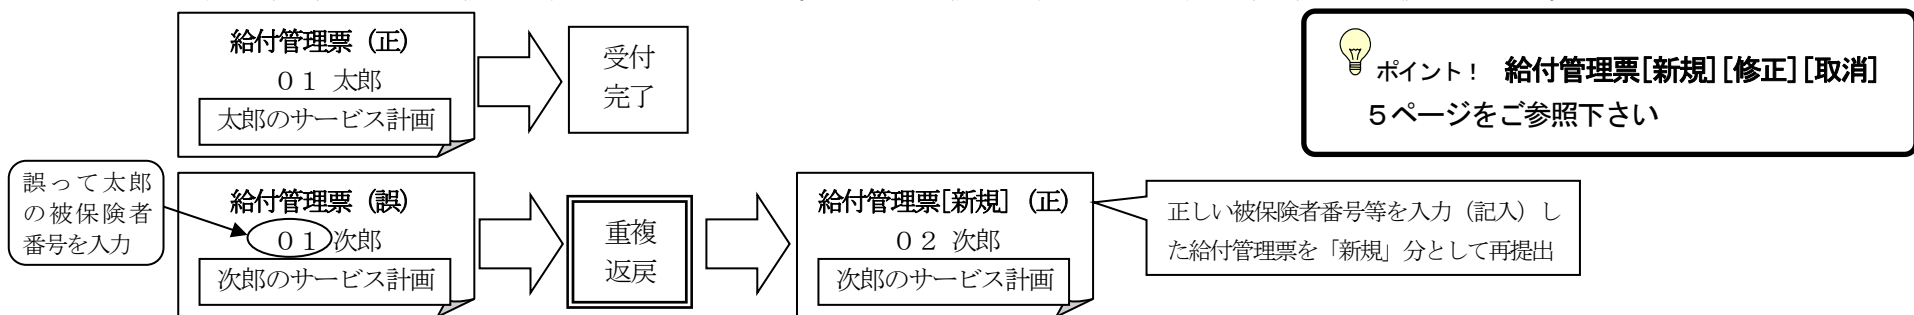 給付管理票（正）
０１ 太郎
太郎のサービス計画
受付
完了
ポイント！ 給付管理票[新規][修正][取消]
５ページをご参照下さい
誤って太郎
の被保険者
番号を入力
給付管理票（誤）
０１次郎
次郎のサービス計画
重複
返戻
給付管理票[新規]（正）
０２ 次郎
次郎のサービス計画
正しい被保険者番号等を入力（記入）し
た給付管理票を「新規」分として再提出